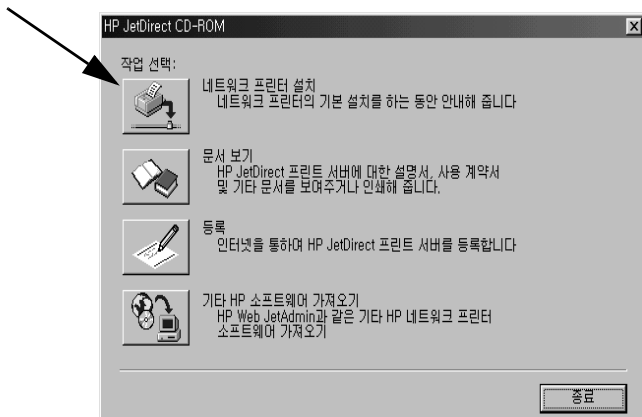 HP JetDirect CD-ROM
작업 선택:
네트워크 프린터 설치
네트워크 프린터의 기본 설치를 하는 동안 안내해 줍니다
문서 보기
HP JetDirect 프린트 서버에 대한 설명서, 사용 계약서
및 기타 문서를 보여주거나 인쇄해 줍니다.
등록
인터넷을 통하여 HP JetDirect 프린트 서버를 등록합니다
기타 HP 소프트웨어 가져오기
HP Web JetAdmin과 같은 기타 HP 네트워크 프린터
소프트웨어 가져오기
종료